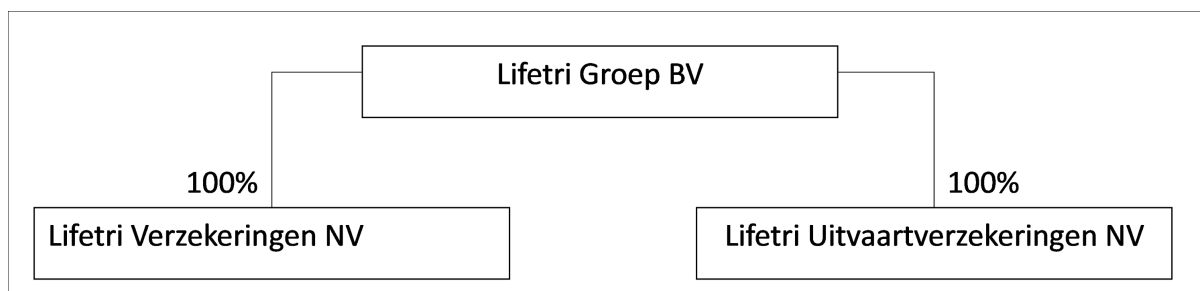 Lifetri Groep BV
100%
100%
Lifetri Verzekeringen NV
Lifetri Uitvaartverzekeringen NV